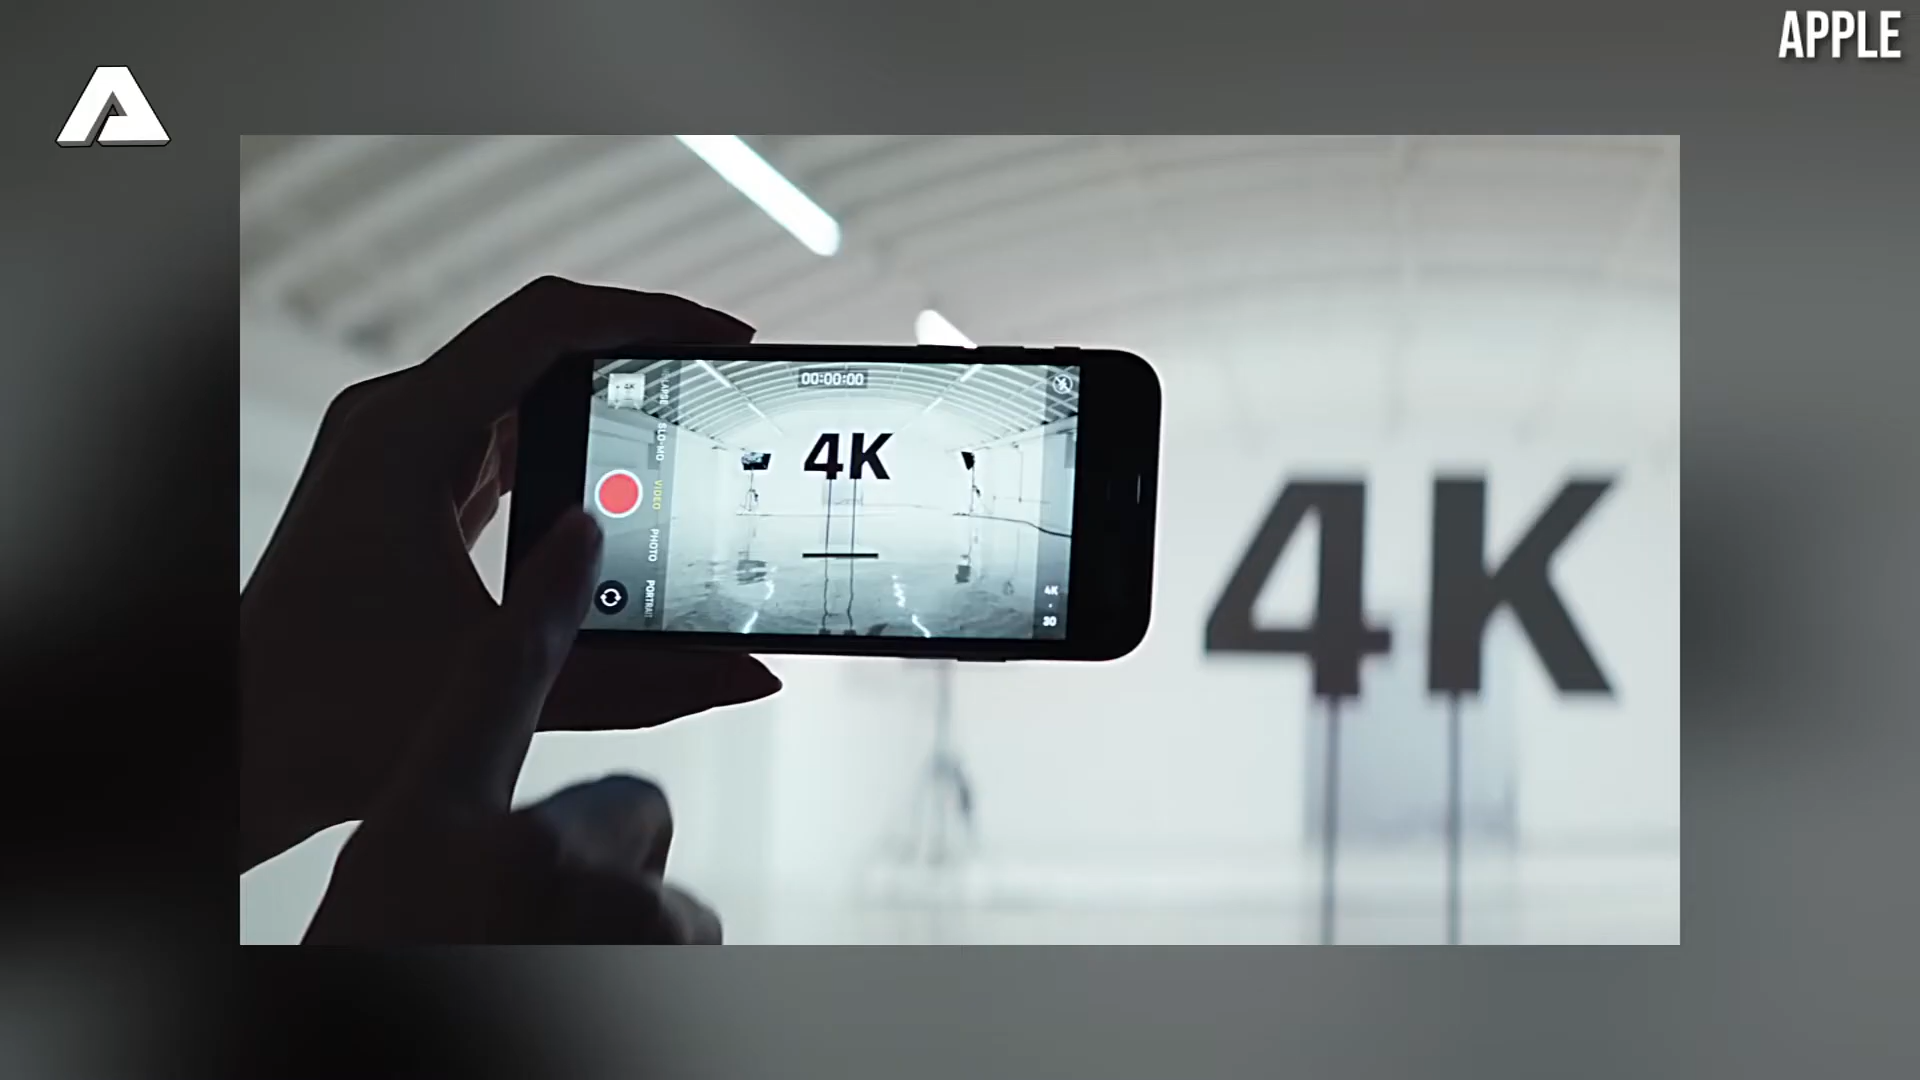 APPLE
00:00:00
4K
SLO-MO
VIDEO
PHOTO
4K
30
4K